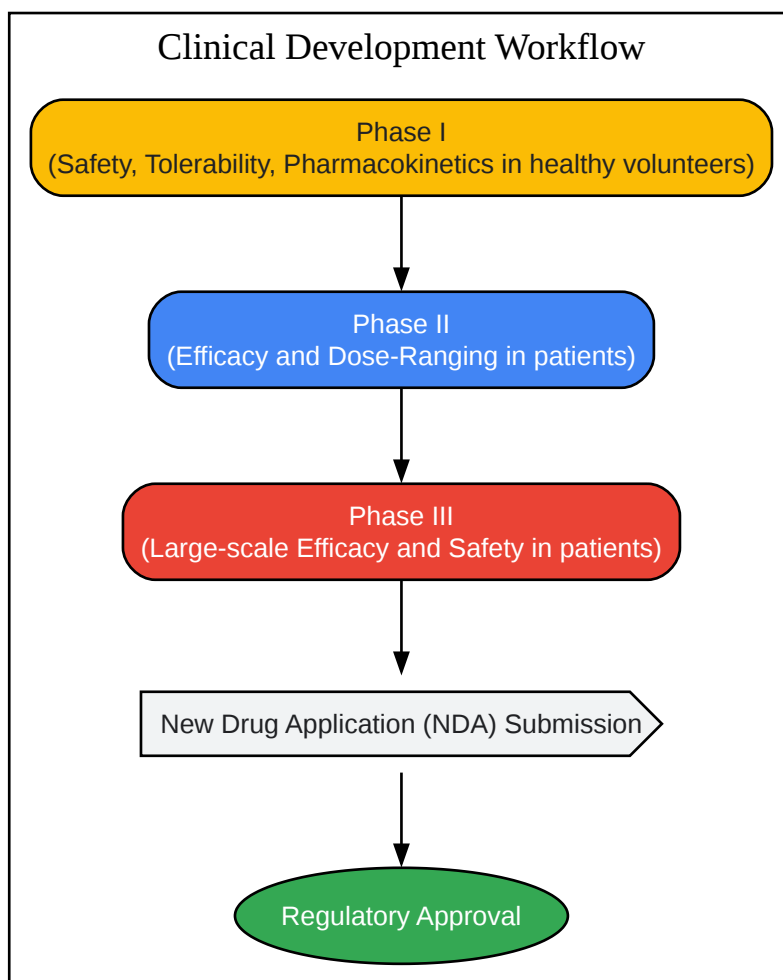 Clinical Development Workflow
Phase I
(Safety, Tolerability, Pharmacokinetics in healthy volunteers)
Phase II
(Efficacy and Dose-Ranging in patients)
Phase III
(Large-scale Efficacy and Safety in patients)
New Drug Application (NDA) Submission
Regulatory Approval